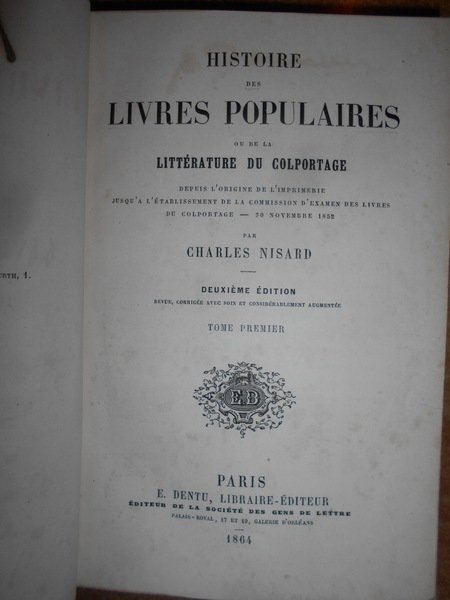 HISTOIRE
DES
LIVRES POPULAIRES
OU DE LA
LITTÉRATURE DU COLPORTAGE
DEPUIS L'ORIGINE DE L'IMPRIMERIE
JUSQU'A L'ÉTABLISSEMENT DE LA COMMISSION D'EXAMEN DES LIVRES
DU COLPORTAGE — 30 NOVEMBRE 1852
PAR
CHARLES NISARD
DEUXIÈME ÉDITION
REVUE, CORRIGÉE AVEC SOIN ET CONSIDÉRABLEMENT AUGMENTÉE
TOME PREMIER
E.D
PARIS
E. DENTU, LIBRAIRE-ÉDITEUR
ÉDITEUR DE LA SOCIÉTÉ DES GENS DE LETTRE
PALAIS-ROYAL, 17 ET 19, GALERIE D'ORLÉANS
1864
URTH, 1.